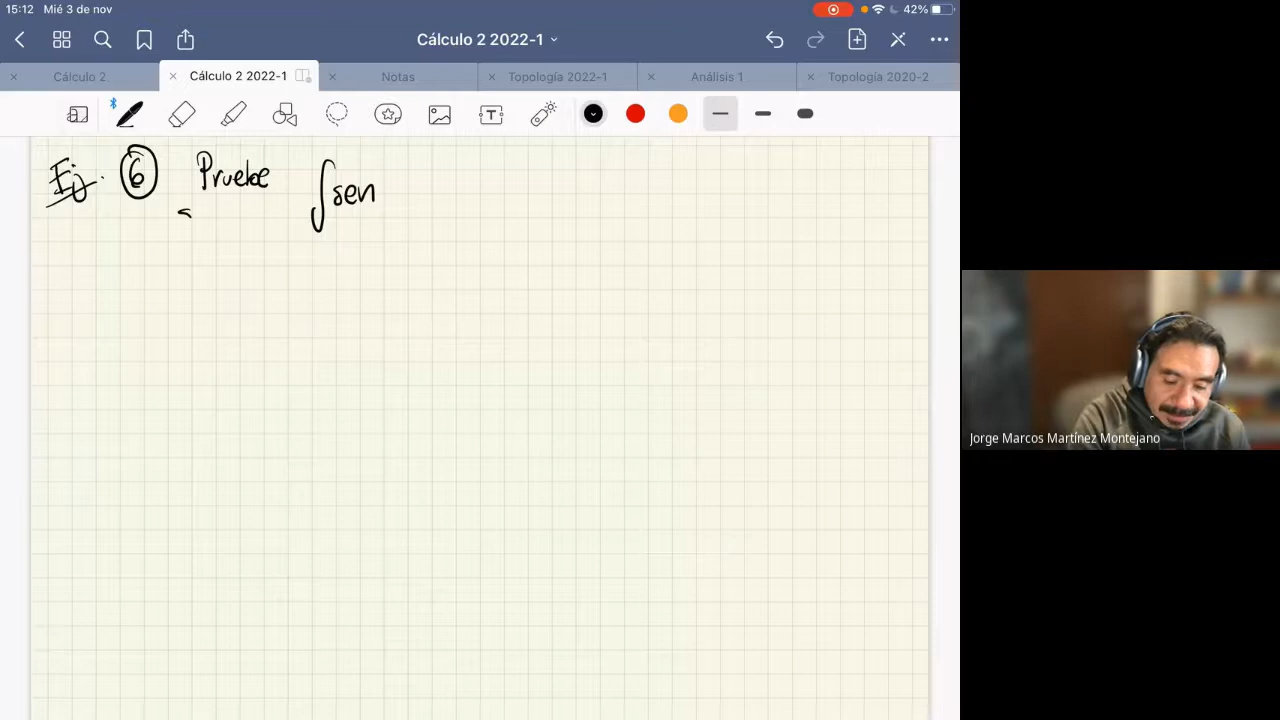 15:12 Mié 3 de nov 42%
Cálculo 2 2022-1
Cálculo 2 Cálculo 2 2022-1 Notas Topología 2022-1 Análisis 1 Topología 2020-2
T
Ej. 6 Pruebe ∫sen
Jorge Marcos Martínez Montejano